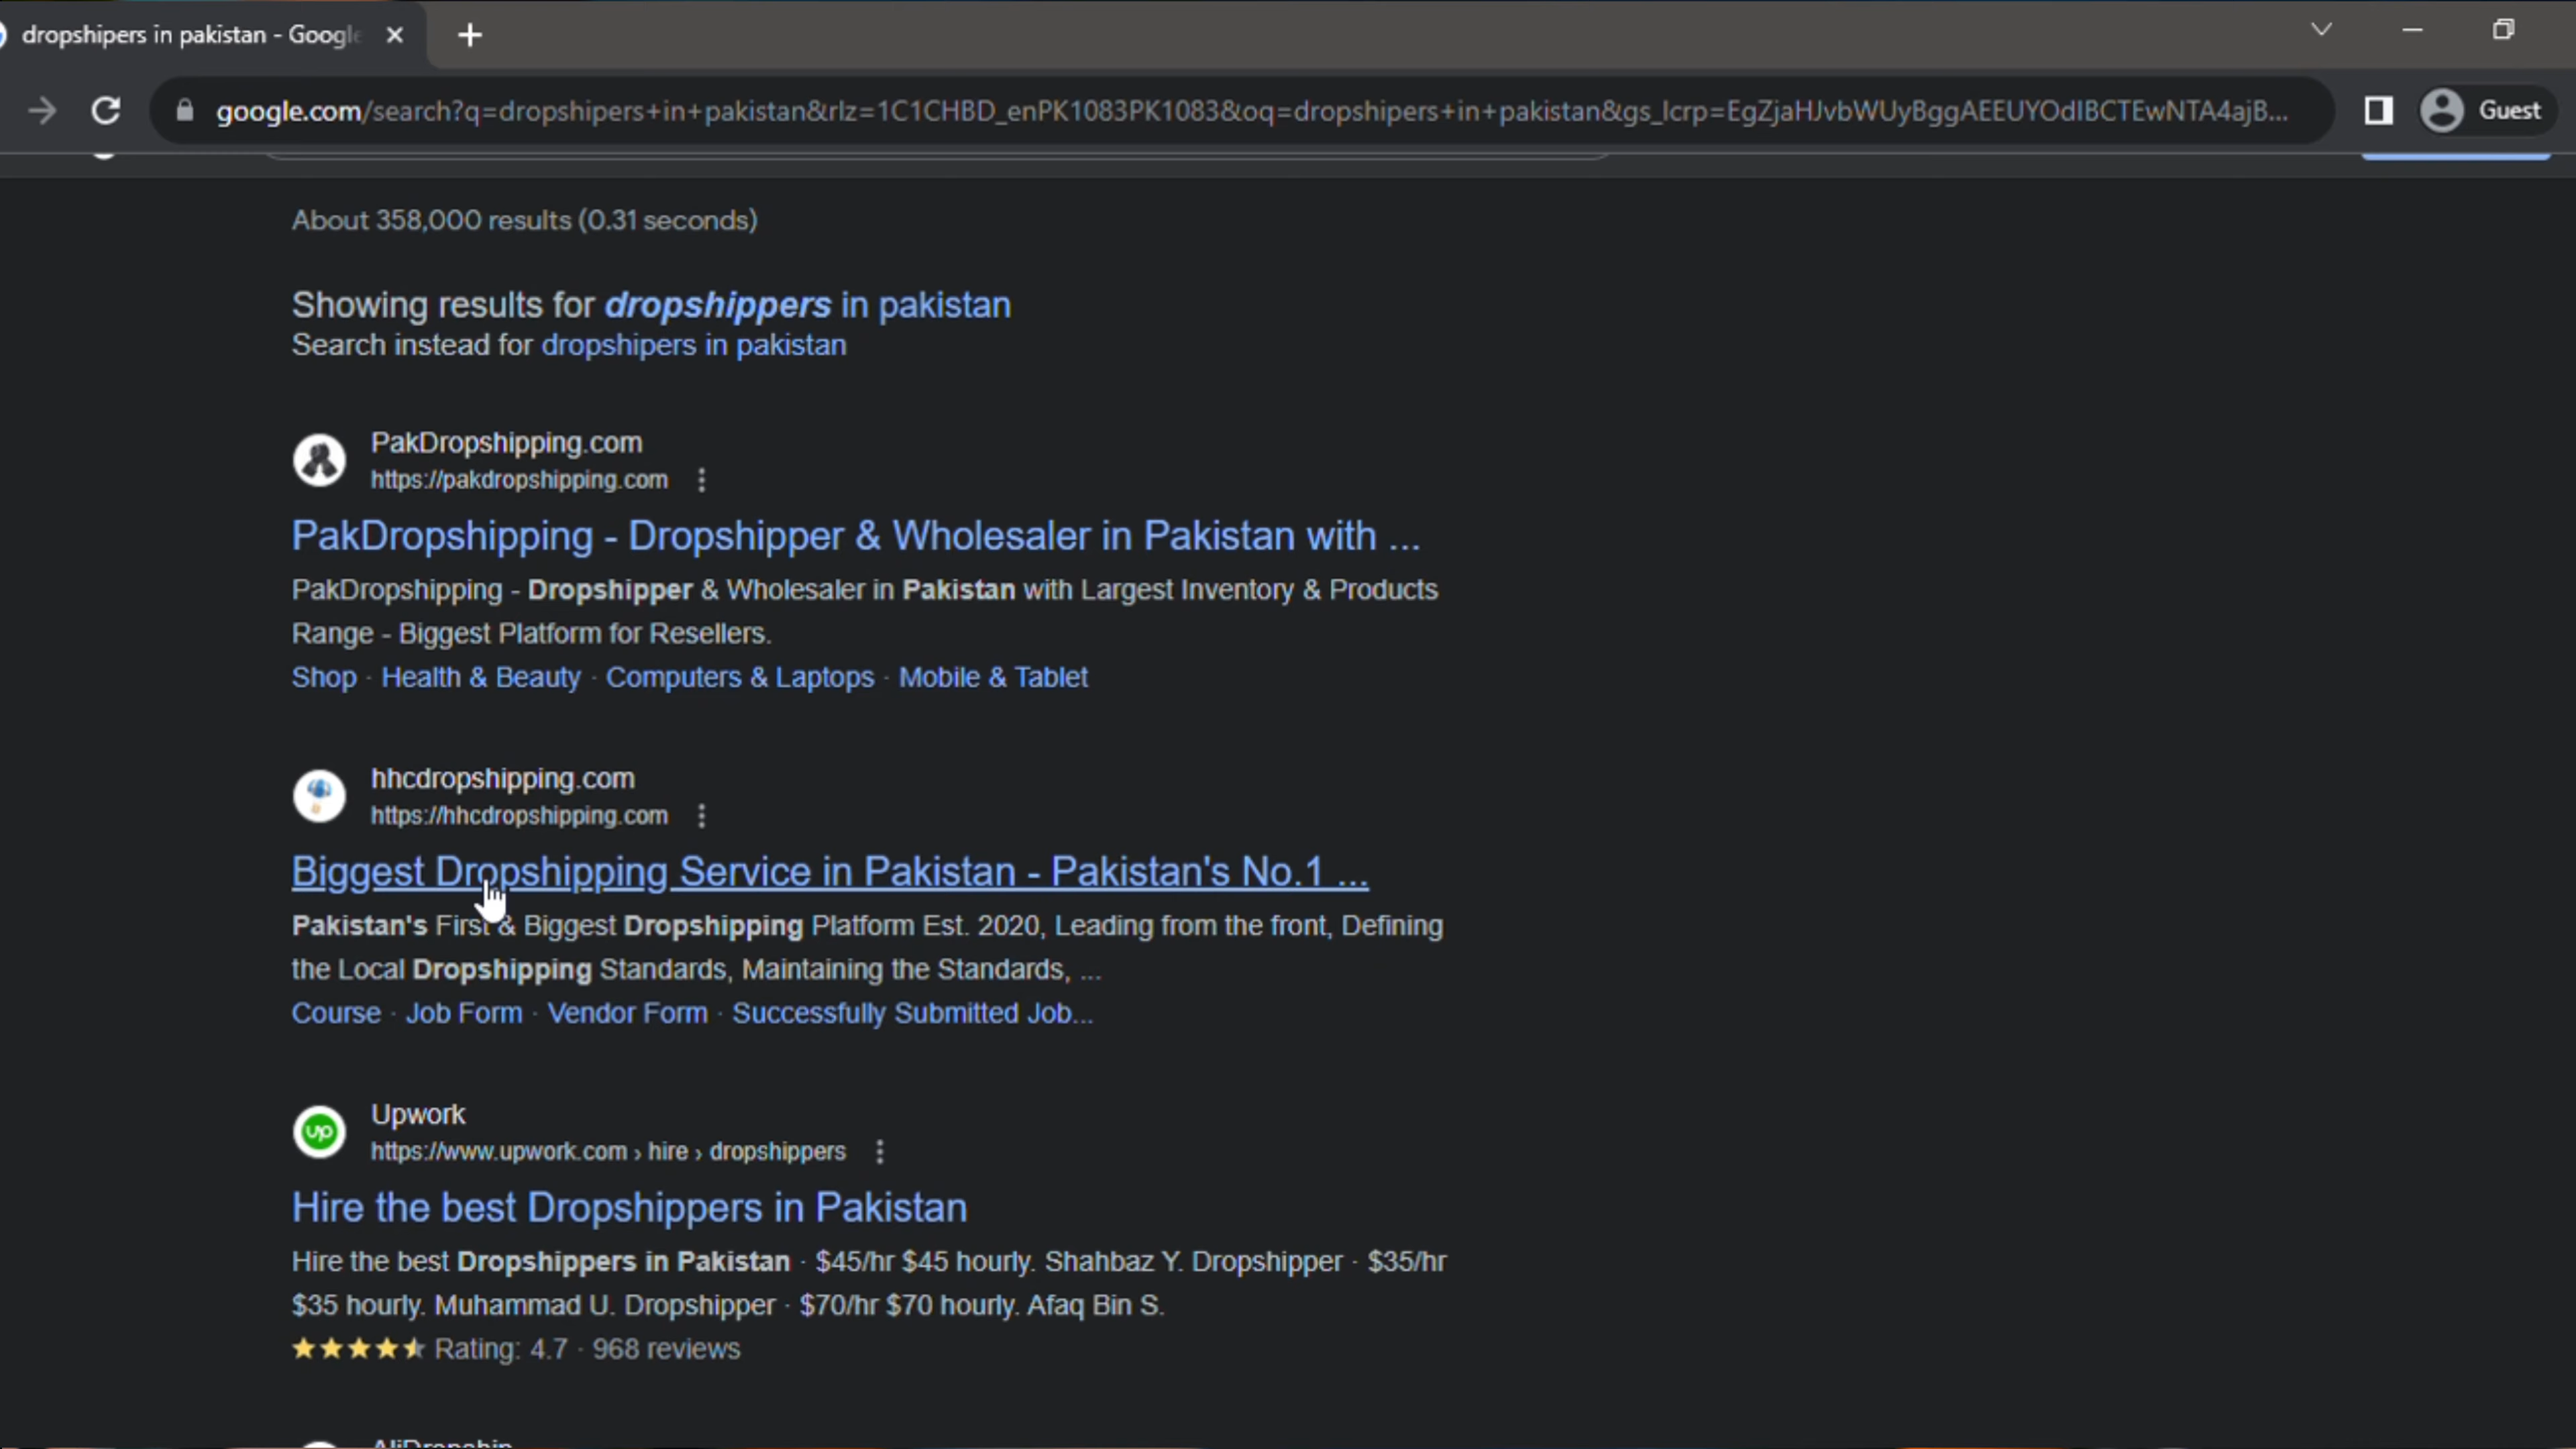 dropshipers in pakistan - Google
google.com/search?q=dropshipers+in+pakistan&rlz=1C1CHBD_enPK1083PK1083&oq=dropshipers+in+pakistan&gs_lcrp=EgZjaHJvbWUyBggAEEUYOdIBCTEwNTA4ajB...
Guest
About 358,000 results (0.31 seconds)
Showing results for dropshippers in pakistan
Search instead for dropshipers in pakistan
PakDropshipping.com
https://pakdropshipping.com
PakDropshipping - Dropshipper & Wholesaler in Pakistan with ...
PakDropshipping - Dropshipper & Wholesaler in Pakistan with Largest Inventory & Products
Range - Biggest Platform for Resellers.
Shop · Health & Beauty · Computers & Laptops · Mobile & Tablet
hhcdropshipping.com
https://hhcdropshipping.com
Biggest Dropshipping Service in Pakistan - Pakistan's No.1 ...
Pakistan's First & Biggest Dropshipping Platform Est. 2020, Leading from the front, Defining
the Local Dropshipping Standards, Maintaining the Standards, ...
Course · Job Form · Vendor Form · Successfully Submitted Job...
up
Upwork
https://www.upwork.com › hire › dropshippers
Hire the best Dropshippers in Pakistan
Hire the best Dropshippers in Pakistan · $45/hr $45 hourly. Shahbaz Y. Dropshipper · $35/hr
$35 hourly. Muhammad U. Dropshipper · $70/hr $70 hourly. Afaq Bin S.
Rating: 4.7 · 968 reviews
AliDropship